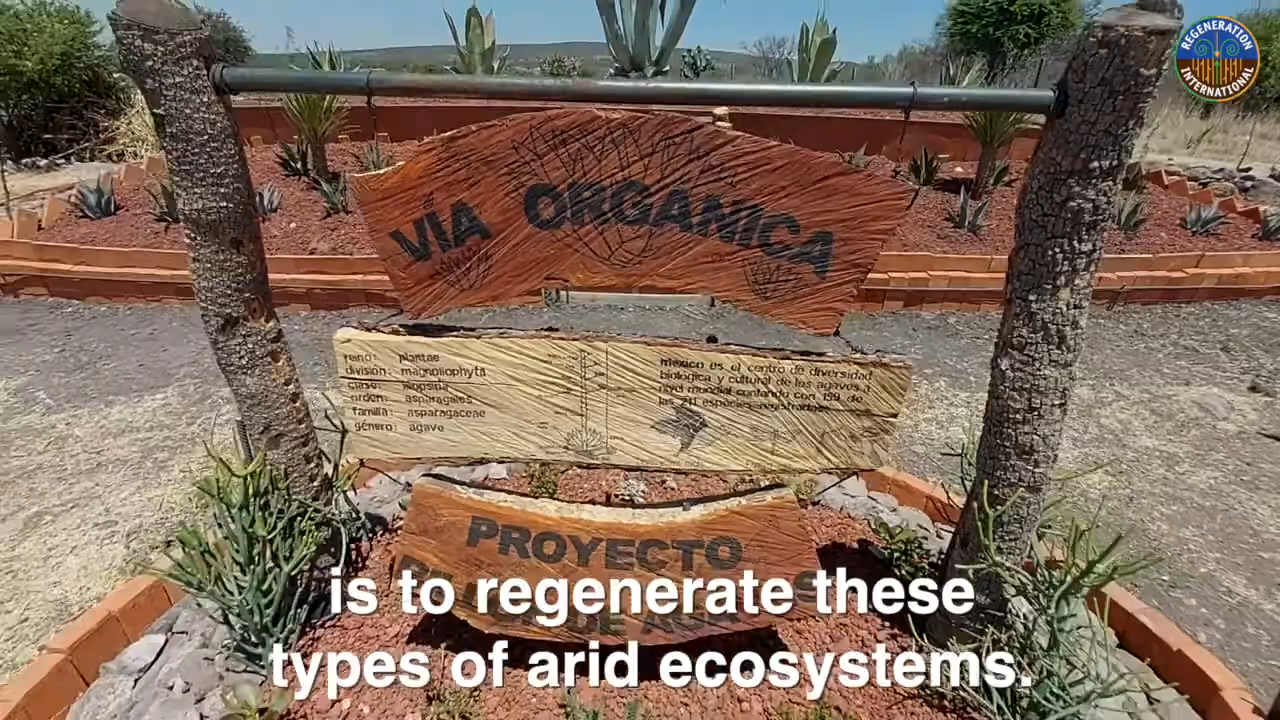 REGENERATION
INTERNATIONAL
VÍA ORGANICA
reino: plantae
división: magnoliophyta
clase: liliopsida
orden: asparagales
familia: asparagaceae
género: agave
México es el centro de diversidad
biológica y cultural de los agaves a
nivel mundial contando con 159 de
las 211 especies registradas
PROYECTO
DE
is to regenerate these
types of arid ecosystems.